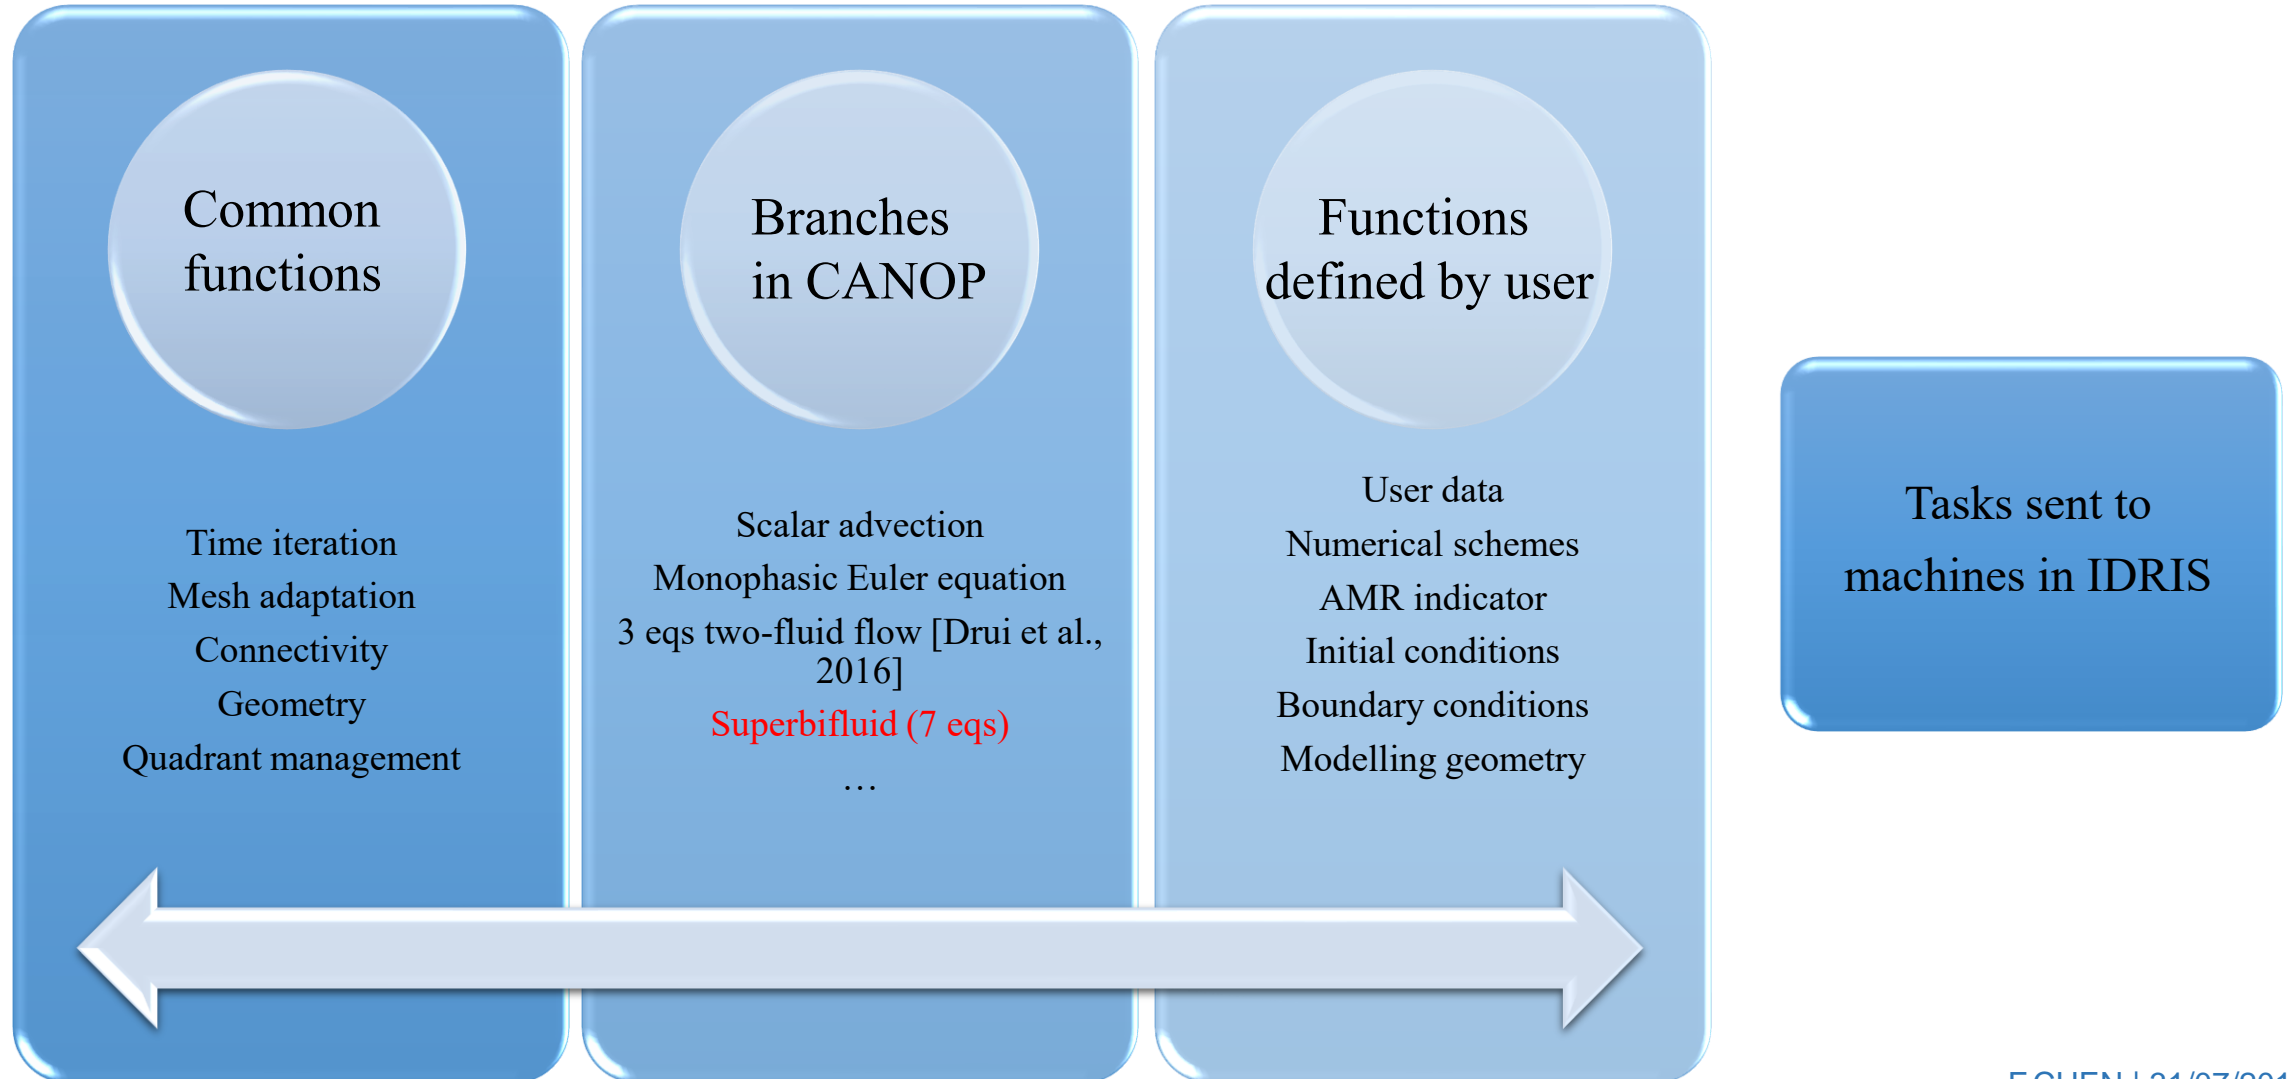 Common
functions
Time iteration
Mesh adaptation
Connectivity
Geometry
Quadrant management
Branches
in CANOP
Scalar advection
Monophasic Euler equation
3 eqs two-fluid flow [Drui et al.,
2016]
Superbifluid (7 eqs)
…
Functions
defined by user
User data
Numerical schemes
AMR indicator
Initial conditions
Boundary conditions
Modelling geometry
Tasks sent to
machines in IDRIS